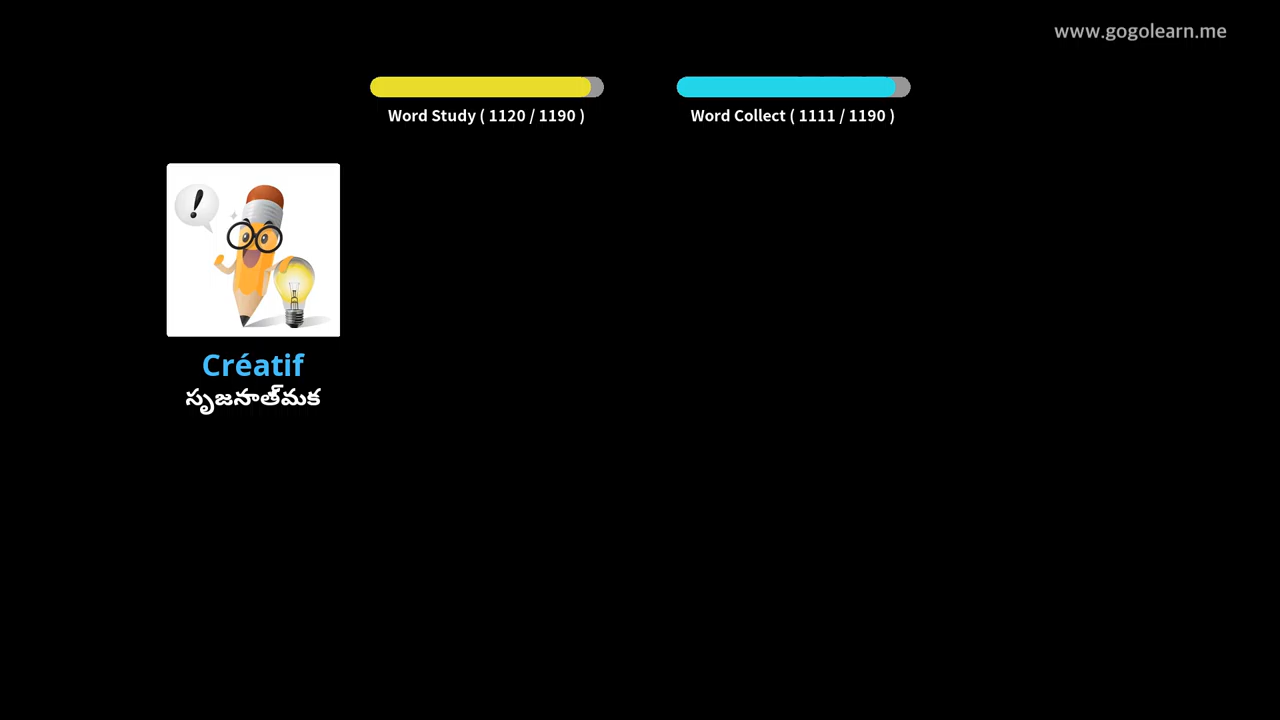 www.gogolearn.me
Word Study ( 1120 / 1190 )
Word Collect ( 1111 / 1190 )
!
Créatif
సృజనాత్మక